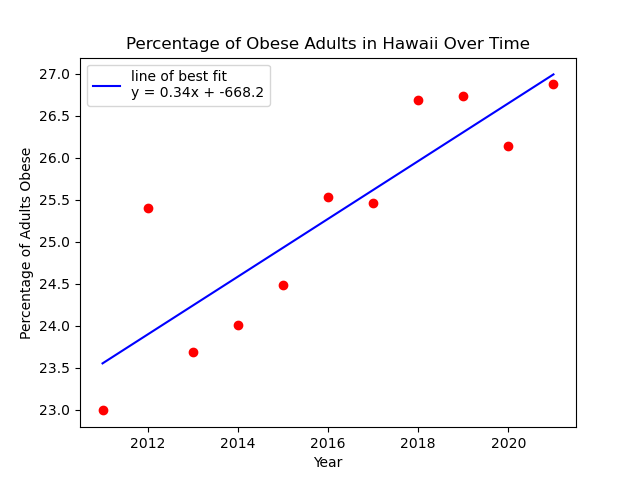 Percentage of Obese Adults in Hawaii Over Time
line of best fit
y = 0.34x + -668.2
27.0
26.5
26.0
25.5
25.0
24.5
24.0
23.5
23.0
Percentage of Adults Obese
2012 2014 2016 2018 2020
Year